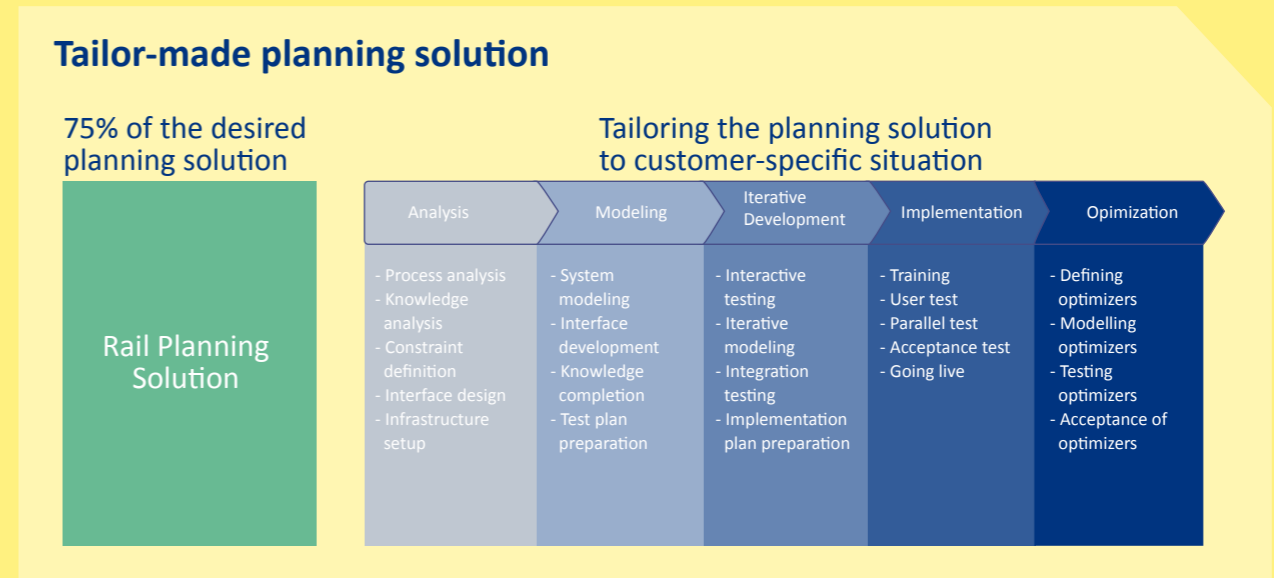 Tailor-made planning solution
75% of the desired
planning solution
Tailoring the planning solution
to customer-specific situation
Rail Planning
Solution
Analysis
- Process analysis
- Knowledge
analysis
- Constraint
definition
- Interface design
- Infrastructure
setup
Modeling
- System
modeling
- Interface
development
- Knowledge
completion
- Test plan
preparation
Iterative
Development
- Interactive
testing
- Iterative
modeling
- Integration
testing
- Implementation
plan preparation
Implementation
- Training
- User test
- Parallel test
- Acceptance test
- Going live
Opimization
- Defining
optimizers
- Modelling
optimizers
- Testing
optimizers
- Acceptance of
optimizers